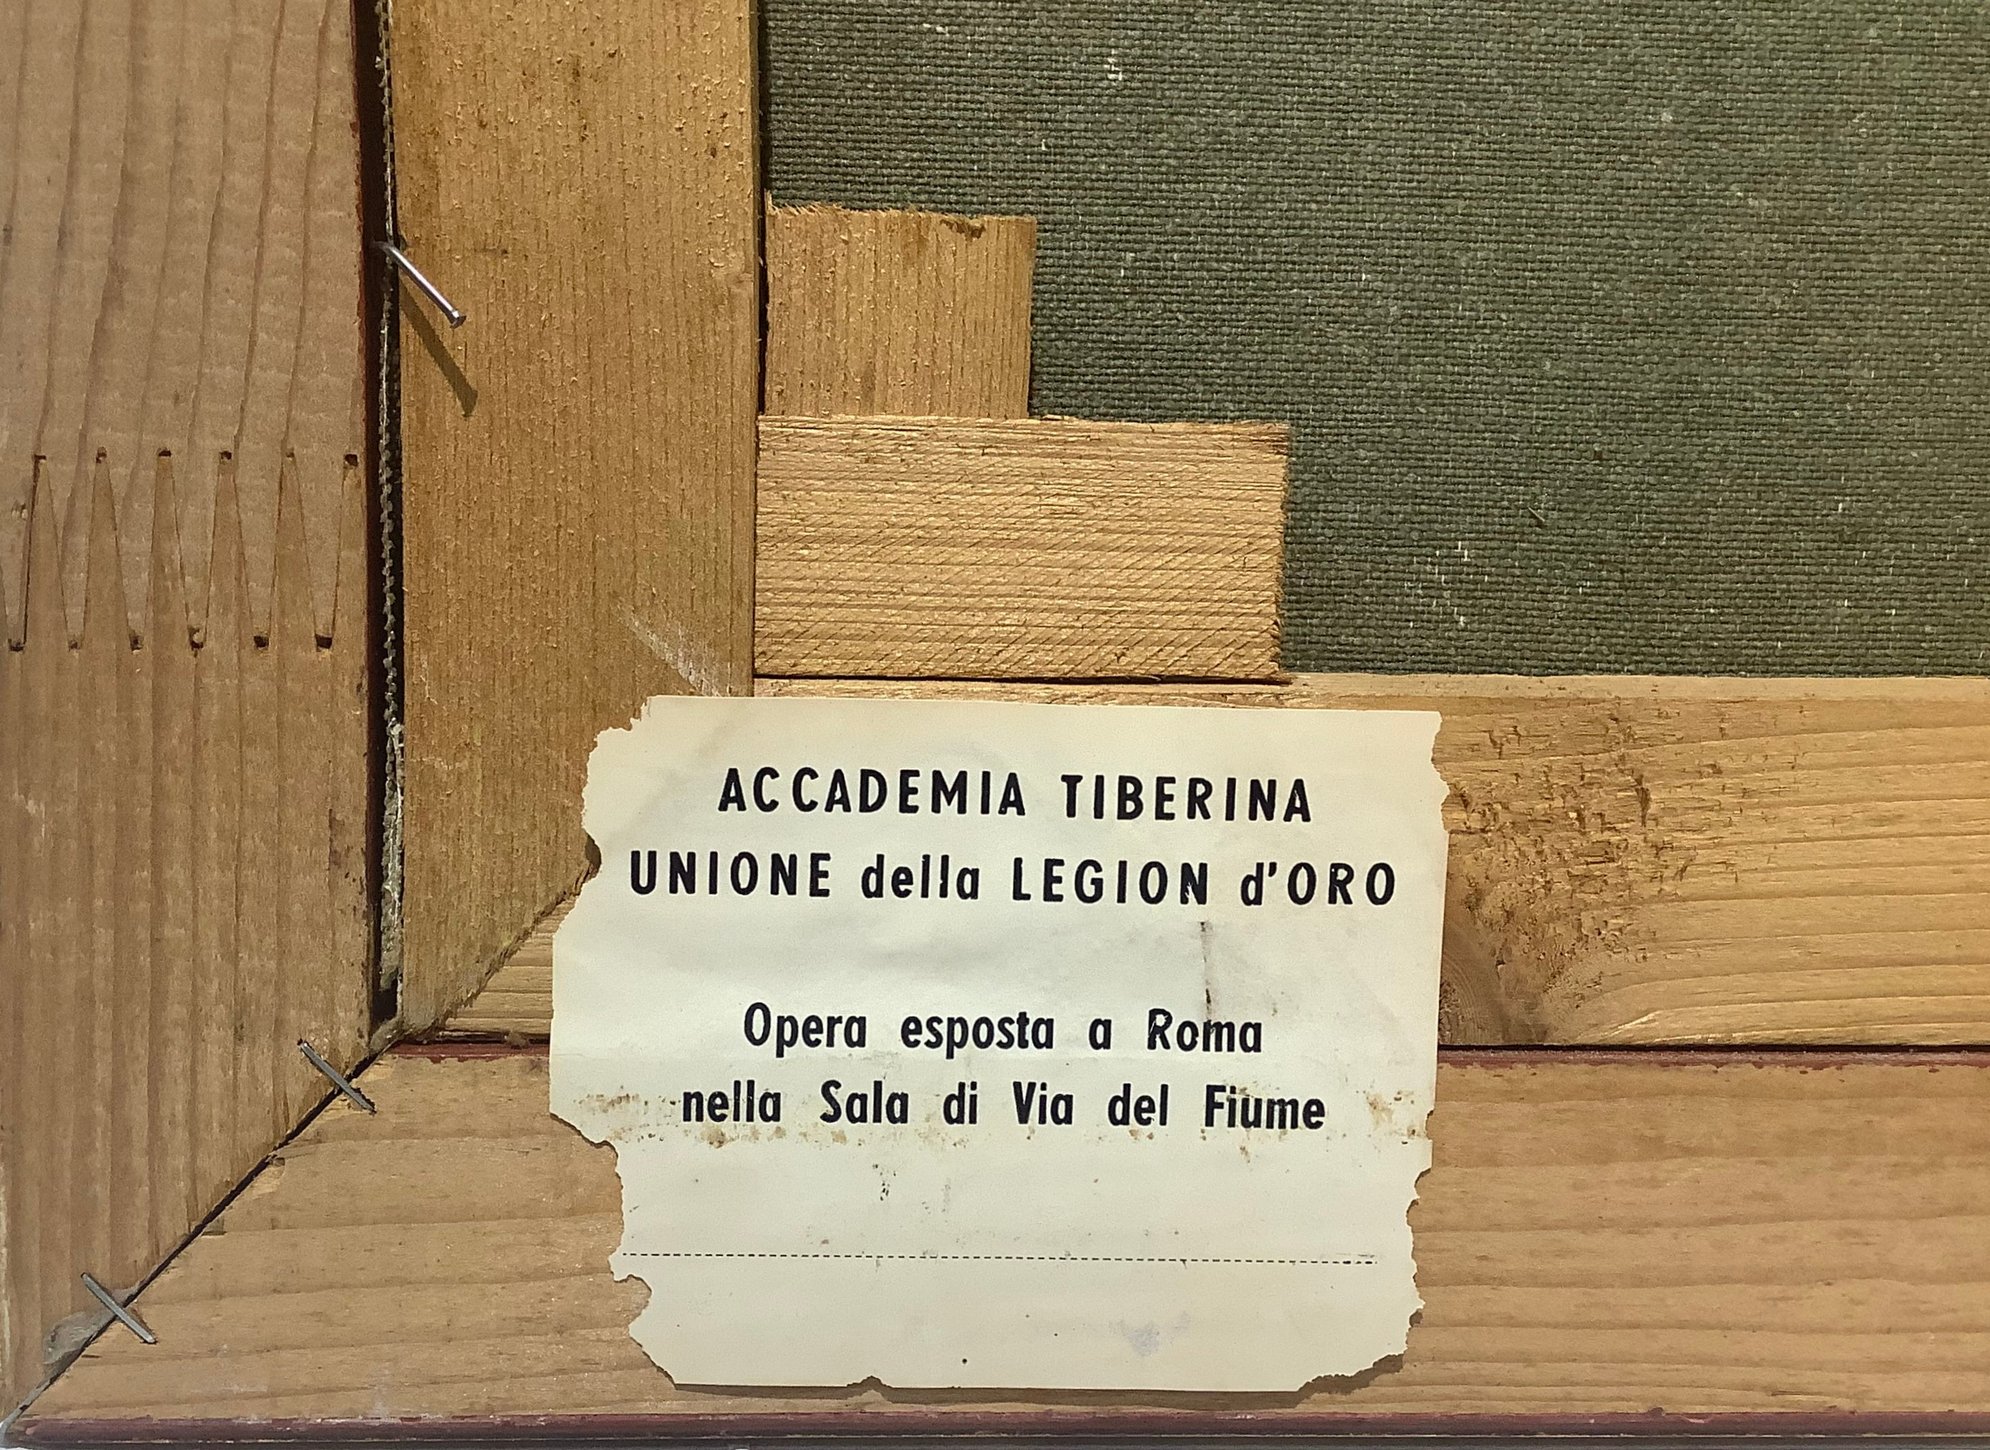 ACCADEMIA TIBERINA
UNIONE della LEGION d'ORO
Opera esposta a Roma
nella Sala di Via del Fiume